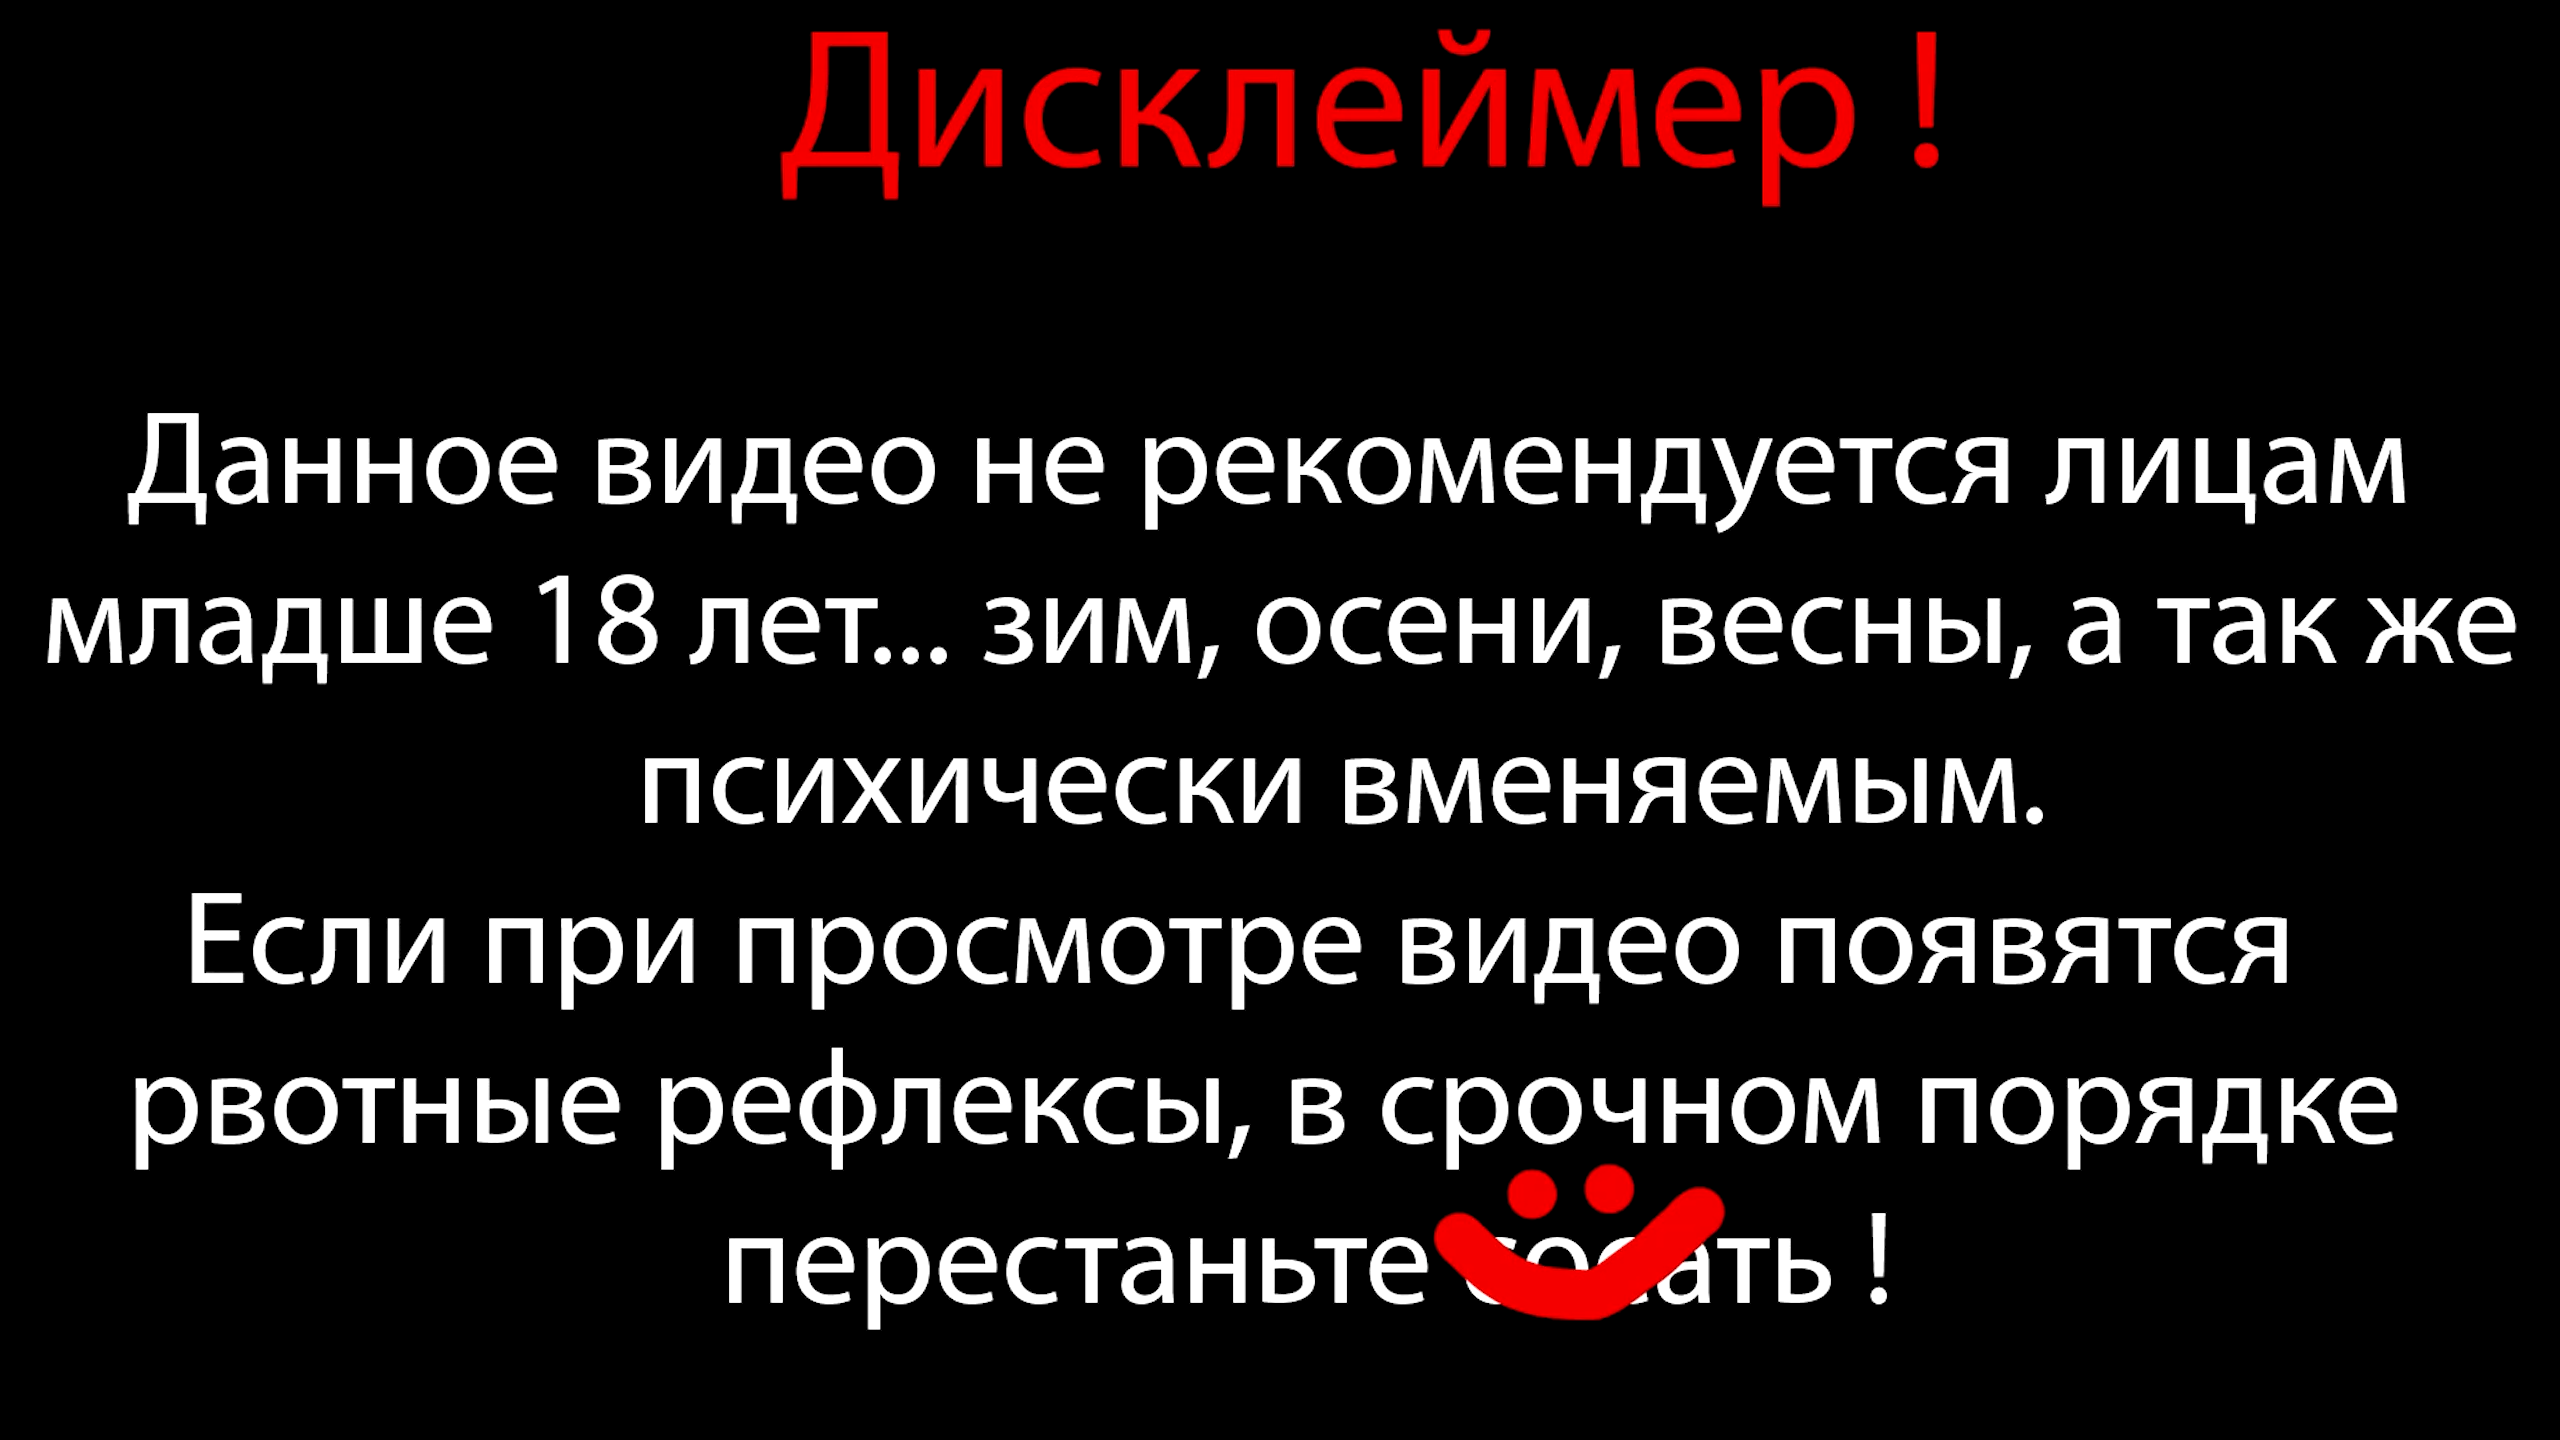 Дисклеймер !
Данное видео не рекомендуется лицам
младше 18 лет... зим, осени, весны, а так же
психически вменяемым.
Если при просмотре видео появятся
рвотные рефлексы, в срочном порядке
перестаньте сосать !